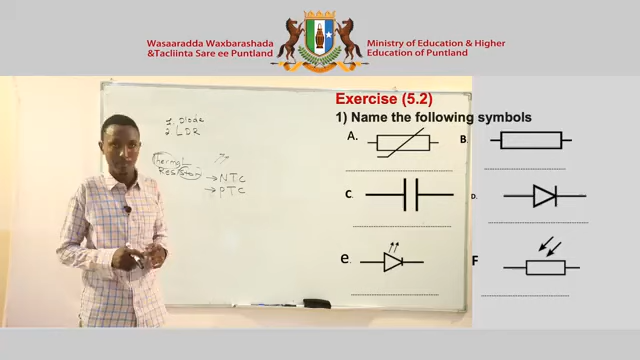 Wasaaradda Waxbarashada
&Tacliinta Sare ee Puntland
Ministry of Education & Higher
Education of Puntland
1. Diode
2 LDR
Thermal
Resistor
→NTC
→PTC
Exercise (5.2)
1) Name the following symbols
A.
B.
C.
D.
e.
F